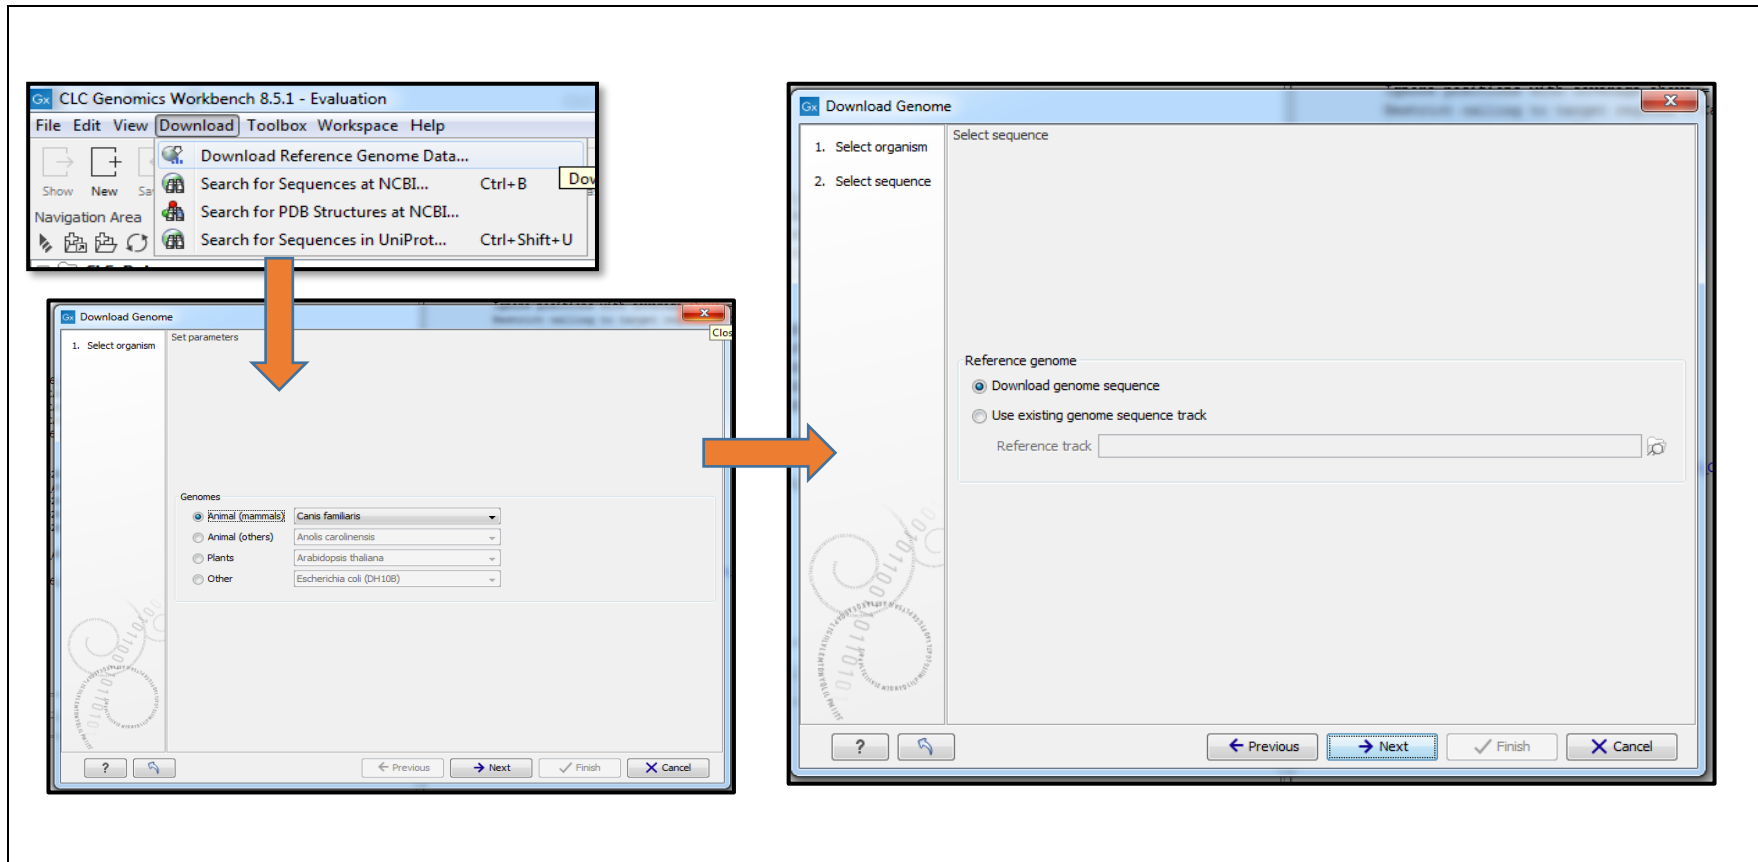 Gx CLC Genomics Workbench 8.5.1 - Evaluation
File Edit View Download Toolbox Workspace Help
Download Reference Genome Data...
Show New
Search for Sequences at NCBI... Ctrl+B
Navigation Area
Search for PDB Structures at NCBI...
Search for Sequences in UniProt... Ctrl+Shift+U
Gx Download Genome
1. Select organism
Set parameters
Genomes
Animal (mammals) Canis familiaris
Animal (others) Anolis carolinensis
Plants Arabidopsis thaliana
Other Escherichia coli (DH10B)
? Previous Next Finish Cancel
Gx Download Genome
1. Select organism
2. Select sequence
Select sequence
Reference genome
Download genome sequence
Use existing genome sequence track
Reference track
? Previous Next Finish Cancel